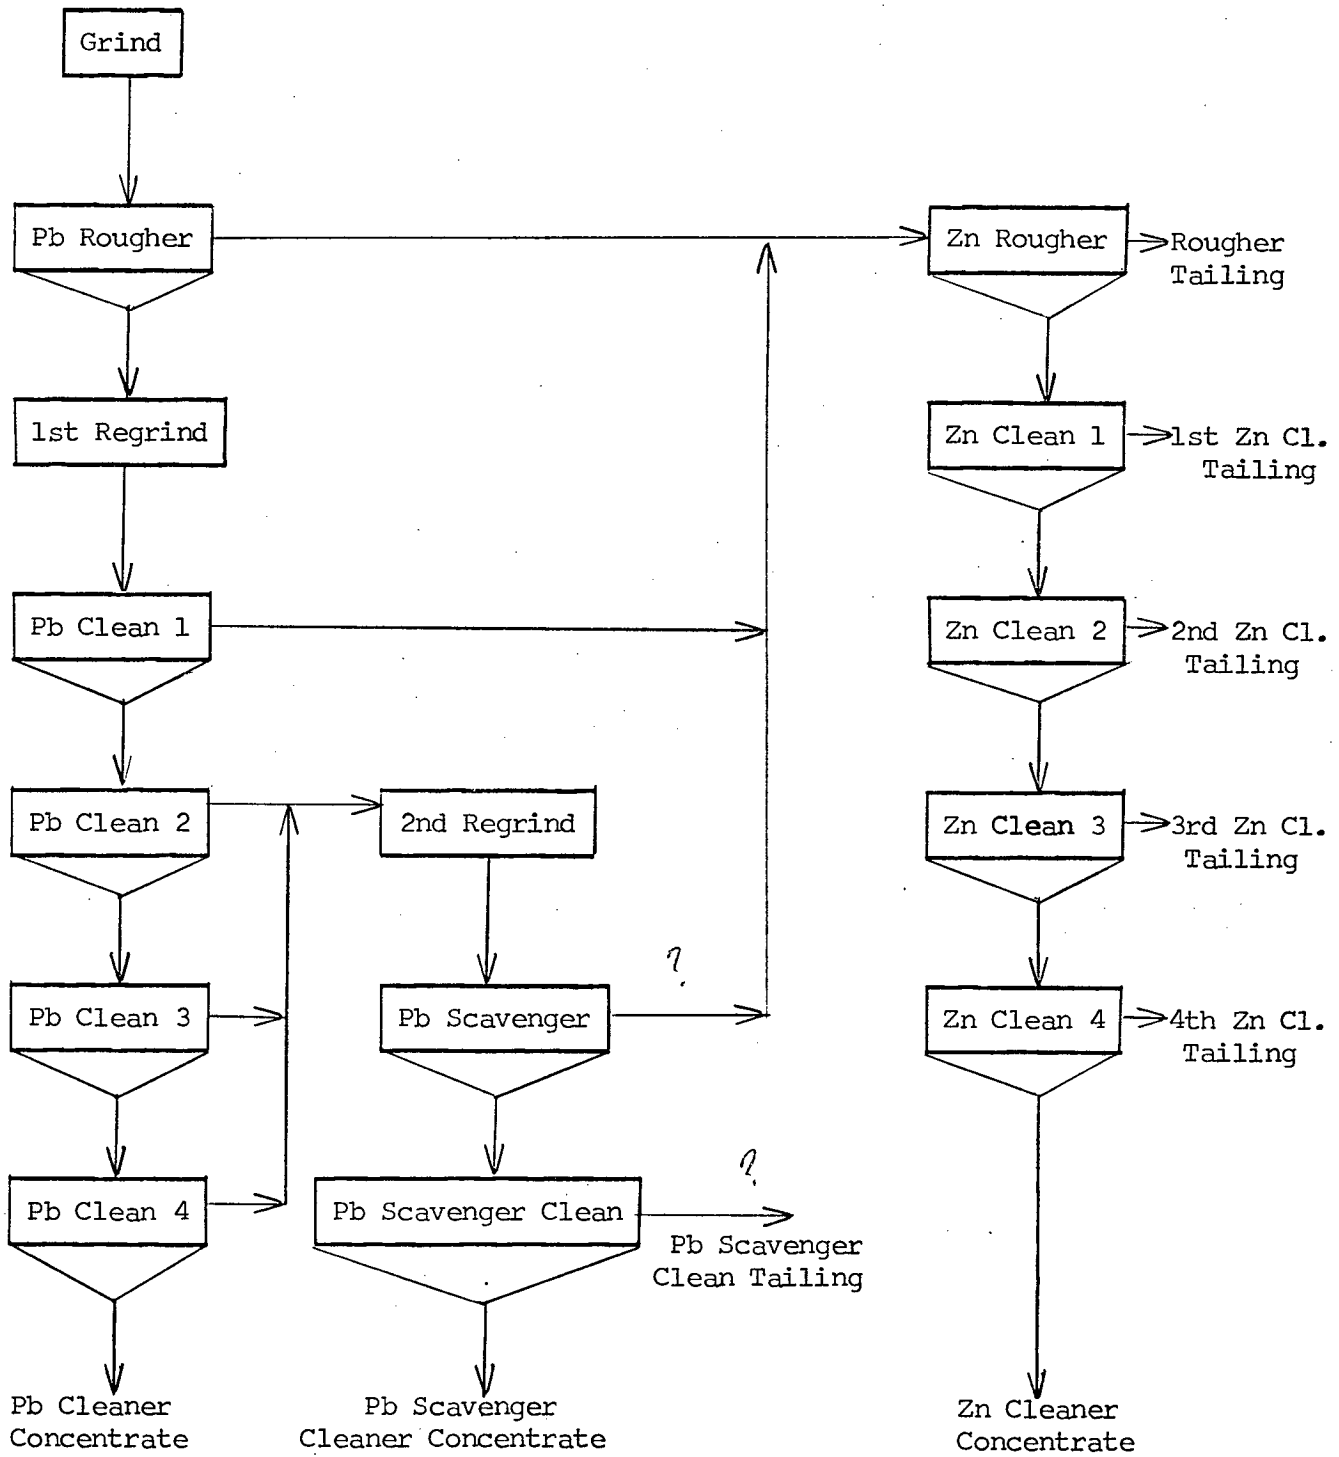 Grind
Pb Rougher
Zn Rougher
Rougher
Tailing
1st Regrind
Zn Clean 1
1st Zn Cl.
Tailing
Pb Clean 1
Zn Clean 2
2nd Zn Cl.
Tailing
Pb Clean 2
2nd Regrind
Zn Clean 3
3rd Zn Cl.
Tailing
?
Pb Clean 3
Pb Scavenger
Zn Clean 4
4th Zn Cl.
Tailing
?
Pb Clean 4
Pb Scavenger Clean
Pb Scavenger
Clean Tailing
Pb Cleaner
Concentrate
Pb Scavenger
Cleaner Concentrate
Zn Cleaner
Concentrate